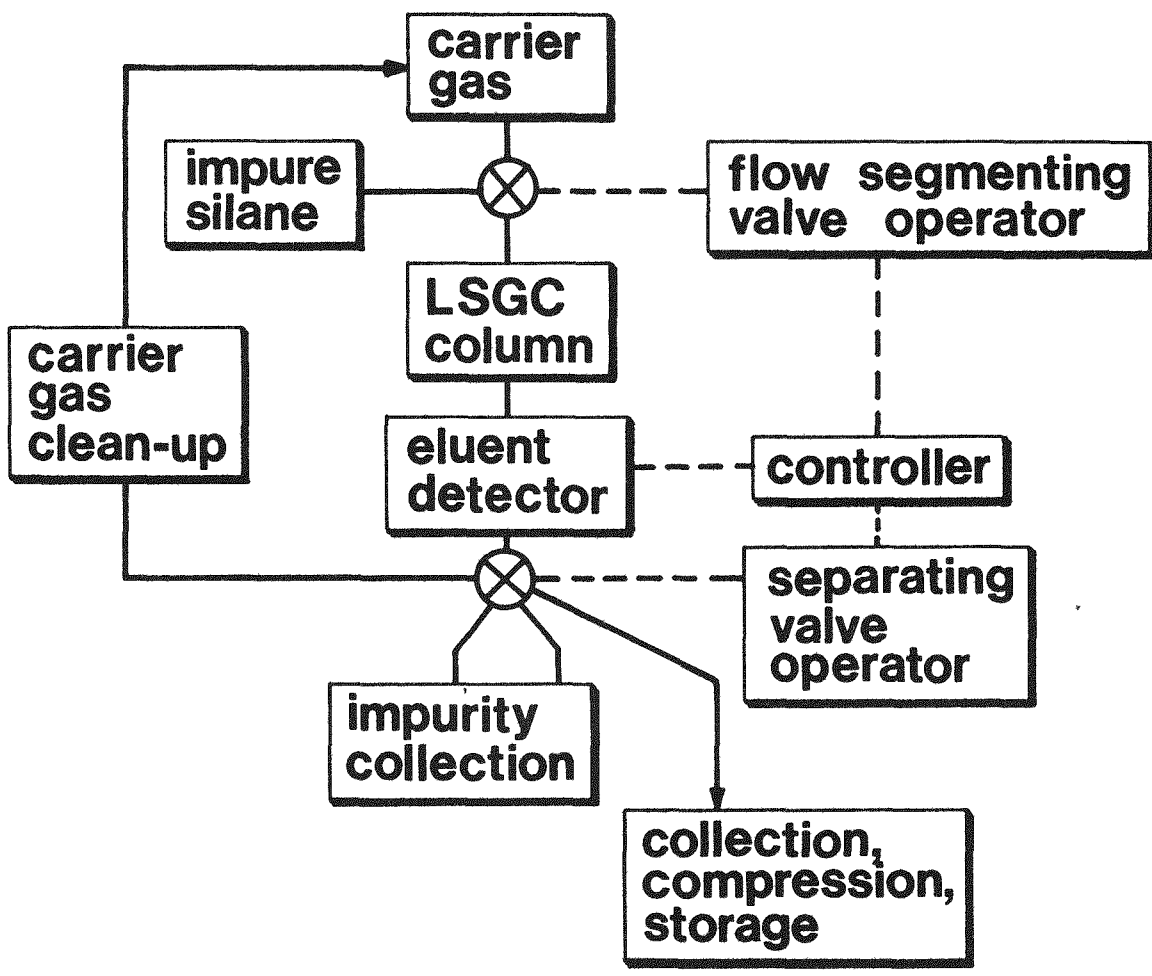 carrier
gas
impure
silane
flow segmenting
valve operator
LSGC
column
carrier
gas
clean-up
eluent
detector
controller
separating
valve
operator
impurity
collection
collection,
compression,
storage